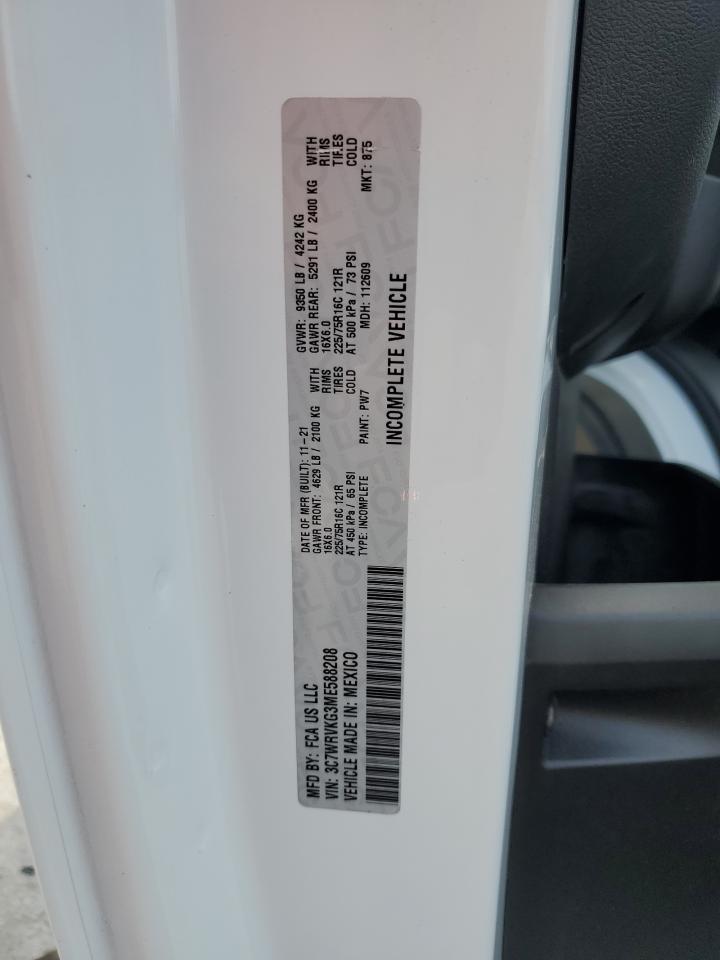 MFD BY: FCA US LLC
VIN: 3C7WRVKG3ME588208
VEHICLE MADE IN: MEXICO
DATE OF MFR (BUILT): 11-21
GAWR FRONT: 4629 LB / 2100 KG WITH
16X6.0 RIMS
225/75R16C 121R TIRES
AT 450 kPa / 65 PSI COLD
TYPE: INCOMPLETE PAINT: PW7
GVWR: 9350 LB / 4242 KG
GAWR REAR: 5291 LB / 2400 KG WITH
16X6.0 RIMS
225/75R16C 121R TIRES
AT 500 kPa / 73 PSI COLD
MDH: 112609 MKT: 875
INCOMPLETE VEHICLE